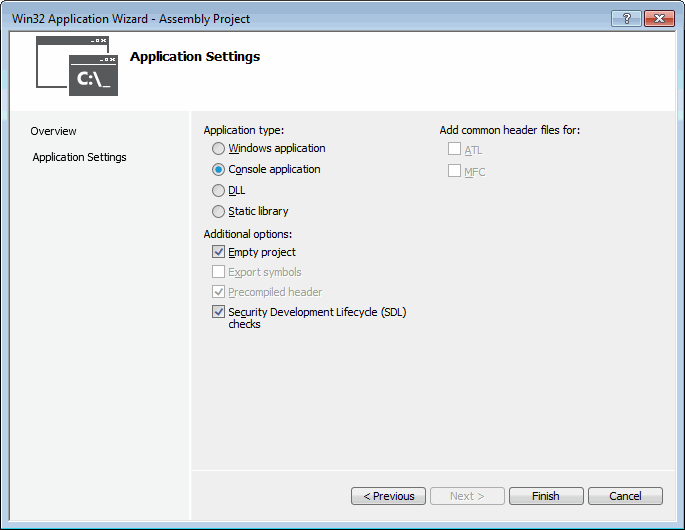 Win32 Application Wizard - Assembly Project
?
C:\_
Application Settings
Overview
Application Settings
Application type:
Windows application
Console application
DLL
Static library
Additional options:
Empty project
Export symbols
Precompiled header
Security Development Lifecycle (SDL)
checks
Add common header files for:
ATL
MFC
< Previous
Next >
Finish
Cancel